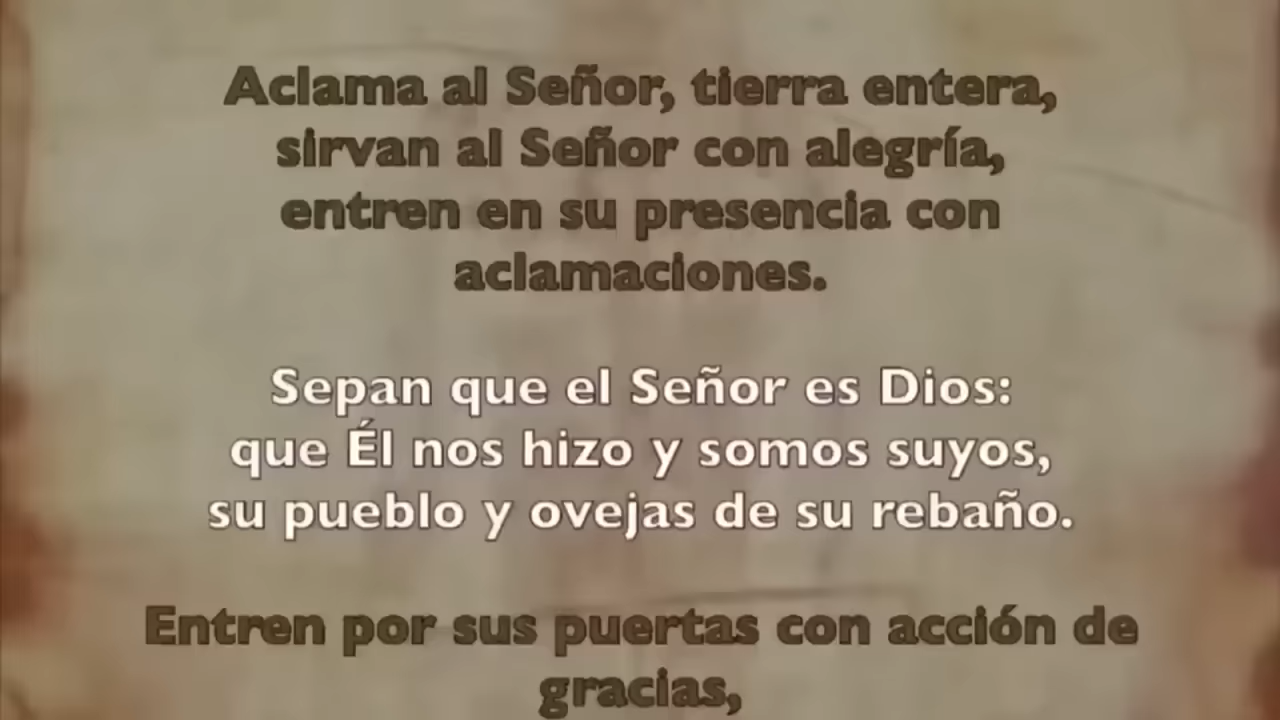 Aclama al Señor, tierra entera,
sirvan al Señor con alegría,
entren en su presencia con
aclamaciones.
Sepan que el Señor es Dios:
que Él nos hizo y somos suyos,
su pueblo y ovejas de su rebaño.
Entren por sus puertas con acción de
gracias,